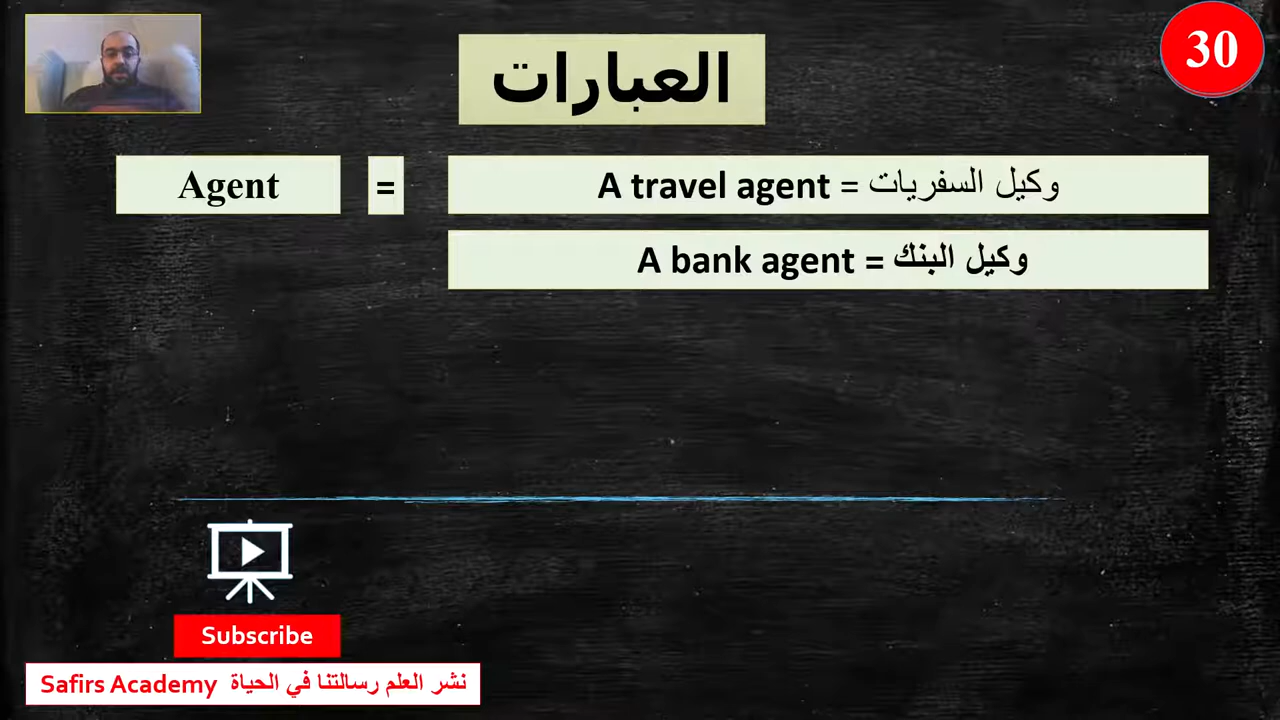 30
العبارات
Agent = A travel agent = وكيل السفريات
A bank agent = وكيل البنك
Subscribe
Safirs Academy نشر العلم رسالتنا في الحياة